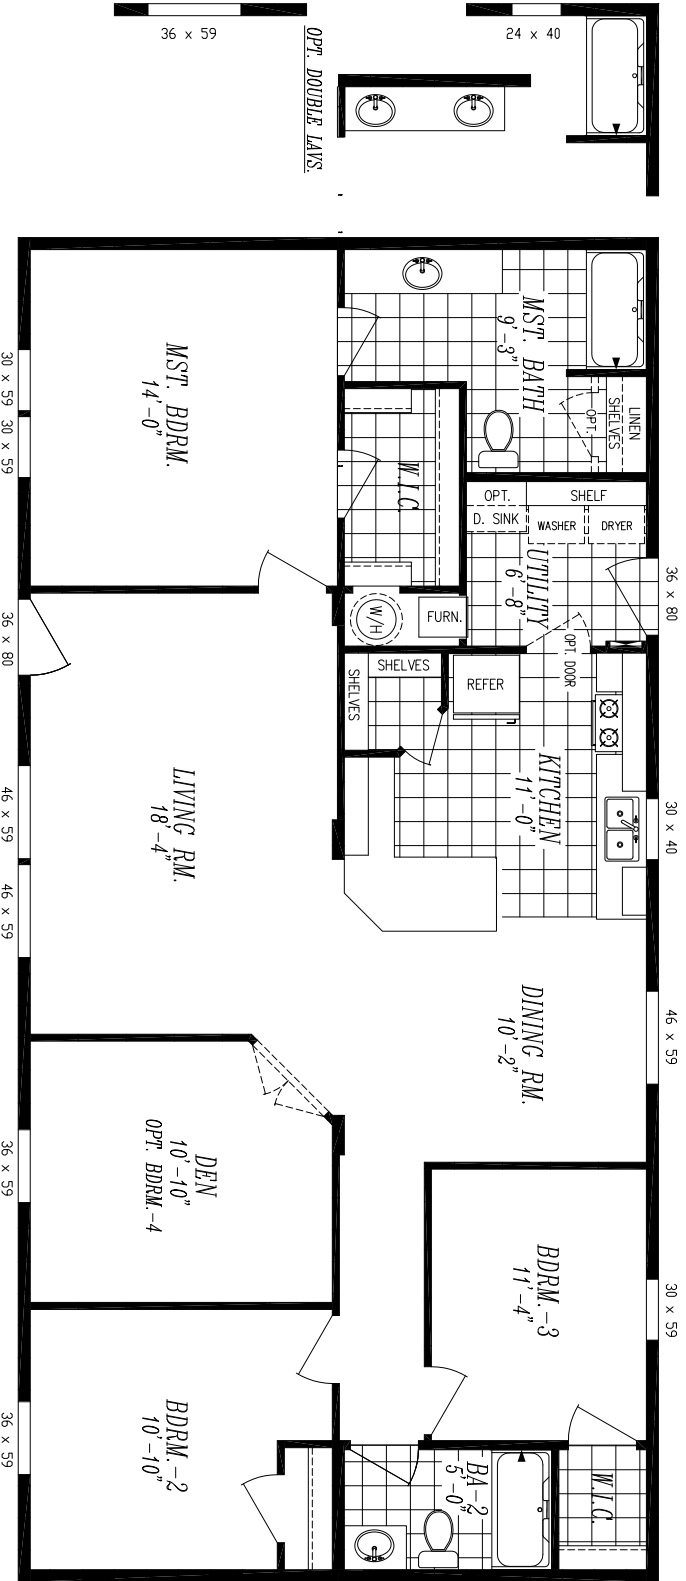 36 x 59
24 x 40
OPT. DOUBLE LAVS.
MST. BATH
9'-3"
LINEN
SHELVES
OPT.
MST. BDRM.
14'-0"
30 x 59
30 x 59
W.I.C.
OPT.
D. SINK
SHELF
WASHER
DRYER
UTILITY
6'-8"
36 x 80
W/H
FURN.
OPT. DOOR
36 x 80
SHELVES
SHELVES
REFER
KITCHEN
11'-0"
30 x 40
LIVING RM.
18'-4"
46 x 59
46 x 59
DINING RM.
10'-2"
46 x 59
DEN
10'-10"
OPT. BDRM.-4
36 x 59
BDRM.-3
11'-4"
30 x 59
BDRM.-2
10'-10"
36 x 59
BA-2
5'-0"
W.I.C.